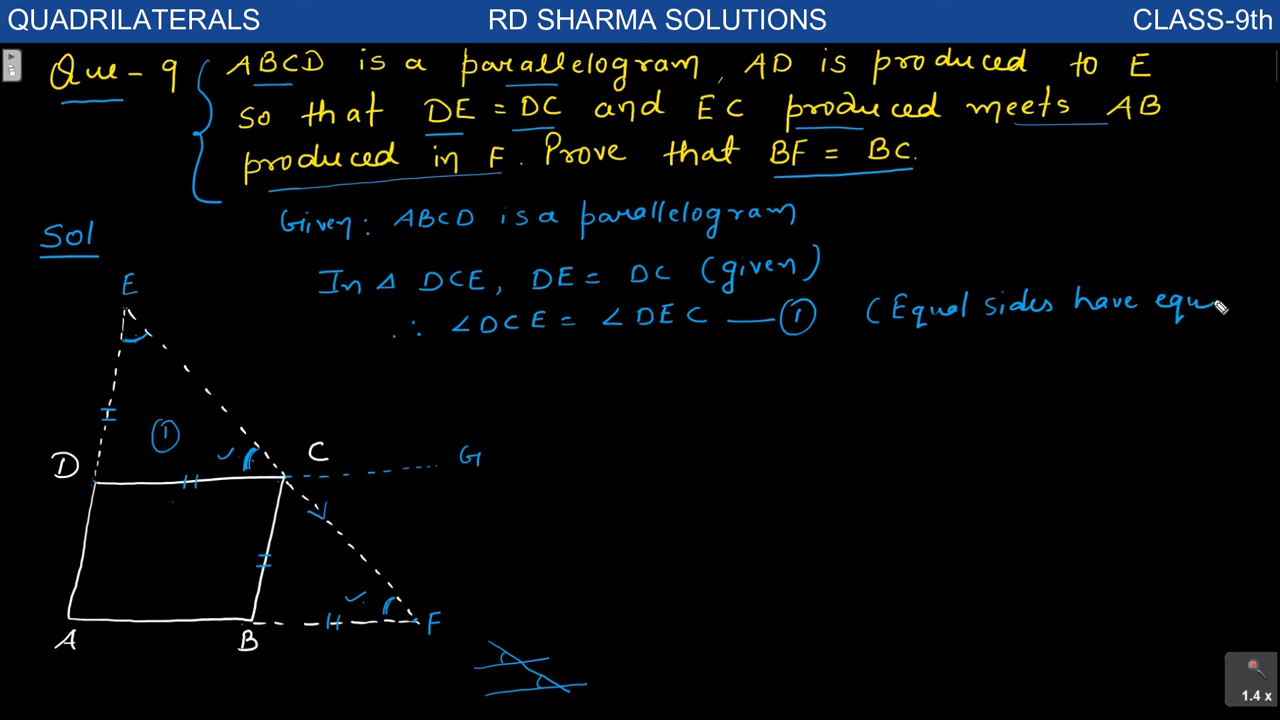 QUADRILATERALS RD SHARMA SOLUTIONS CLASS-9th
Que - 9 ABCD is a parallelogram, AD is produced to E
so that DE = DC and EC produced meets AB
produced in F. Prove that BF = BC.
Sol
Given: ABCD is a parallelogram
In Δ DCE, DE = DC (given)
∴ ∠DCE = ∠DEC — ① (Equal sides have equ
E
①
D
C
G
A
B
F
1.4 x